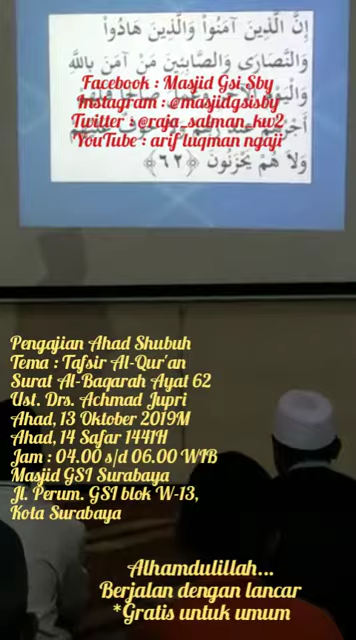 إِنَّ الَّذِينَ آمَنُواْ وَالَّذِينَ هَادُواْ
وَالنَّصَارَى وَالصَّابِئِينَ مَنْ آمَنَ بِاللَّهِ
Facebook : Masjid Gsi Sby
Instagram : @masjidgsisby
Twitter : @raja_salman_kw2
YouTube : arif luqman ngaji
وَلاَ هُمْ يَحْزَنُونَ ﴿٦٢﴾
Pengajian Ahad Shubuh
Tema : Tafsir Al-Qur'an
Surat Al-Baqarah Ayat 62
Ust. Drs. Achmad Jupri
Ahad, 13 Oktober 2019M
Ahad, 14 Safar 1441H
Jam : 04.00 s/d 06.00 WIB
Masjid GSI Surabaya
Jl. Perum. GSI blok W-13,
Kota Surabaya
Alhamdulillah...
Berjalan dengan lancar
*Gratis untuk umum